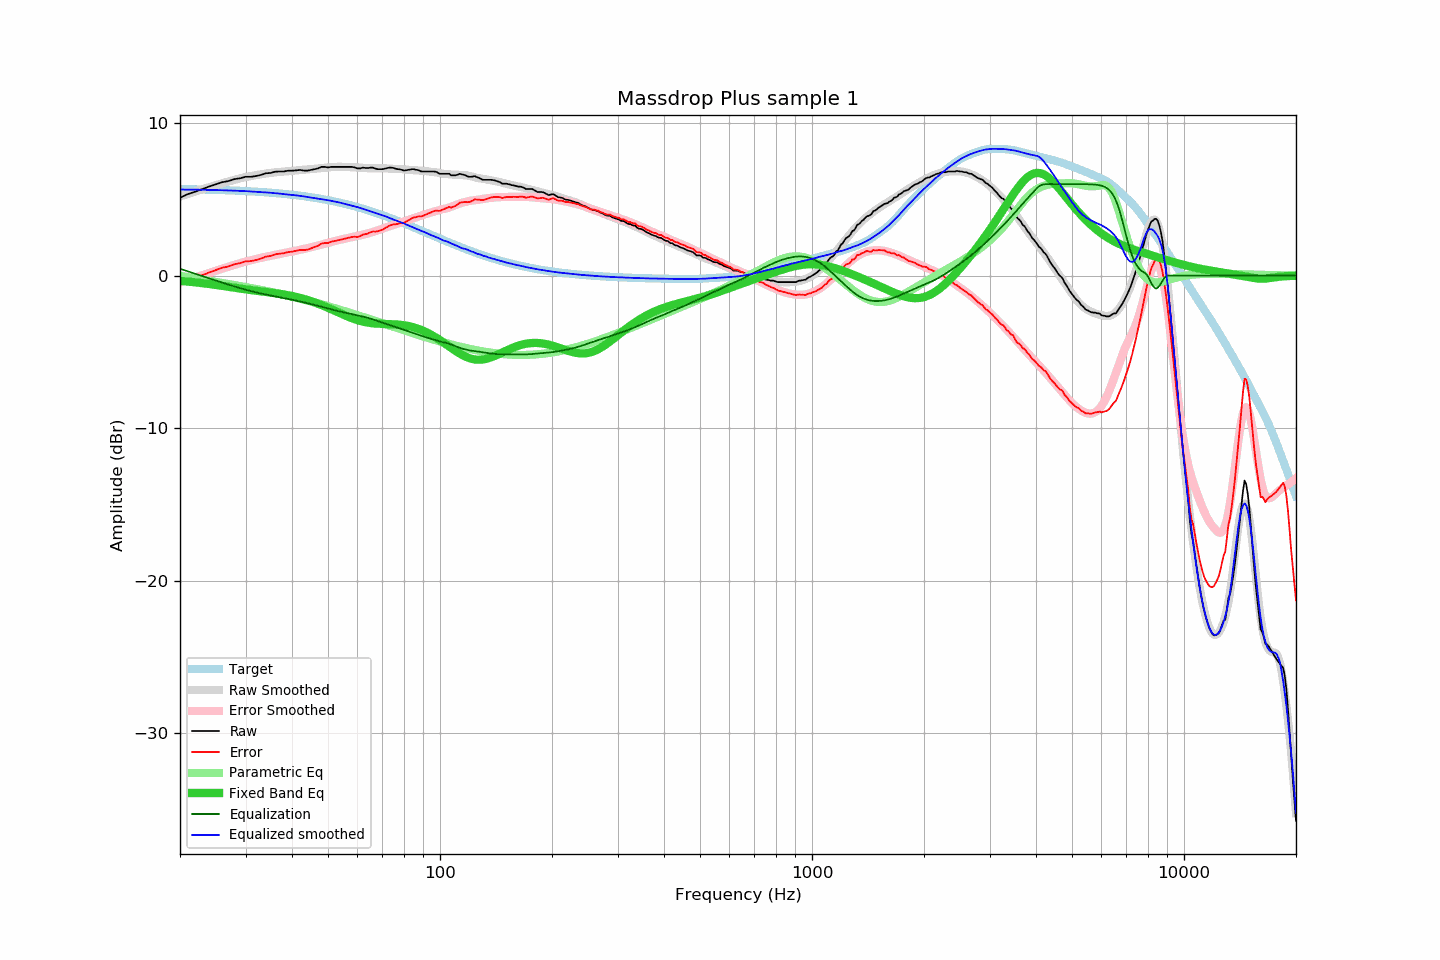 Massdrop Plus sample 1
10
0
−10
−20
−30
Amplitude (dBr)
Target
Raw Smoothed
Error Smoothed
Raw
Error
Parametric Eq
Fixed Band Eq
Equalization
Equalized smoothed
100 1000 10000
Frequency (Hz)